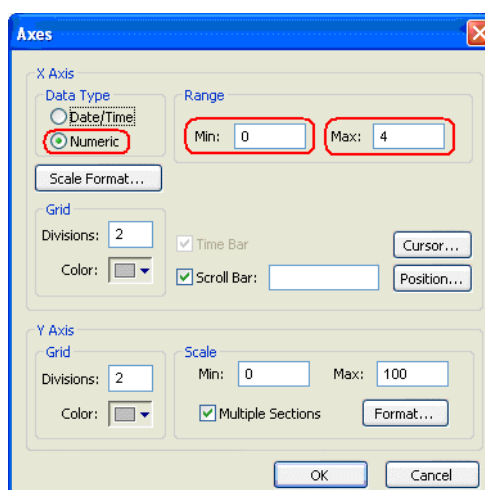 Axes
X Axis
Data Type
Date/Time
Numeric
Range
Min: 0 Max: 4
Scale Format...
Grid
Divisions: 2
Color:
Time Bar
Cursor...
Scroll Bar:
Position...
Y Axis
Grid
Divisions: 2
Color:
Scale
Min: 0 Max: 100
Multiple Sections
Format...
OK Cancel